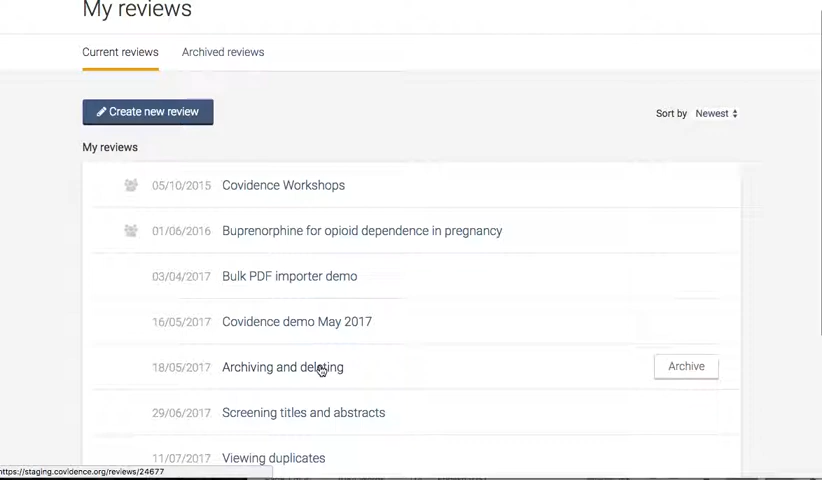 My reviews
Current reviews Archived reviews
Create new review
Sort by Newest
My reviews
05/10/2015 Covidence Workshops
01/06/2016 Buprenorphine for opioid dependence in pregnancy
03/04/2017 Bulk PDF importer demo
16/05/2017 Covidence demo May 2017
18/05/2017 Archiving and deleting Archive
29/06/2017 Screening titles and abstracts
11/07/2017 Viewing duplicates
https://staging.covidence.org/reviews/24677